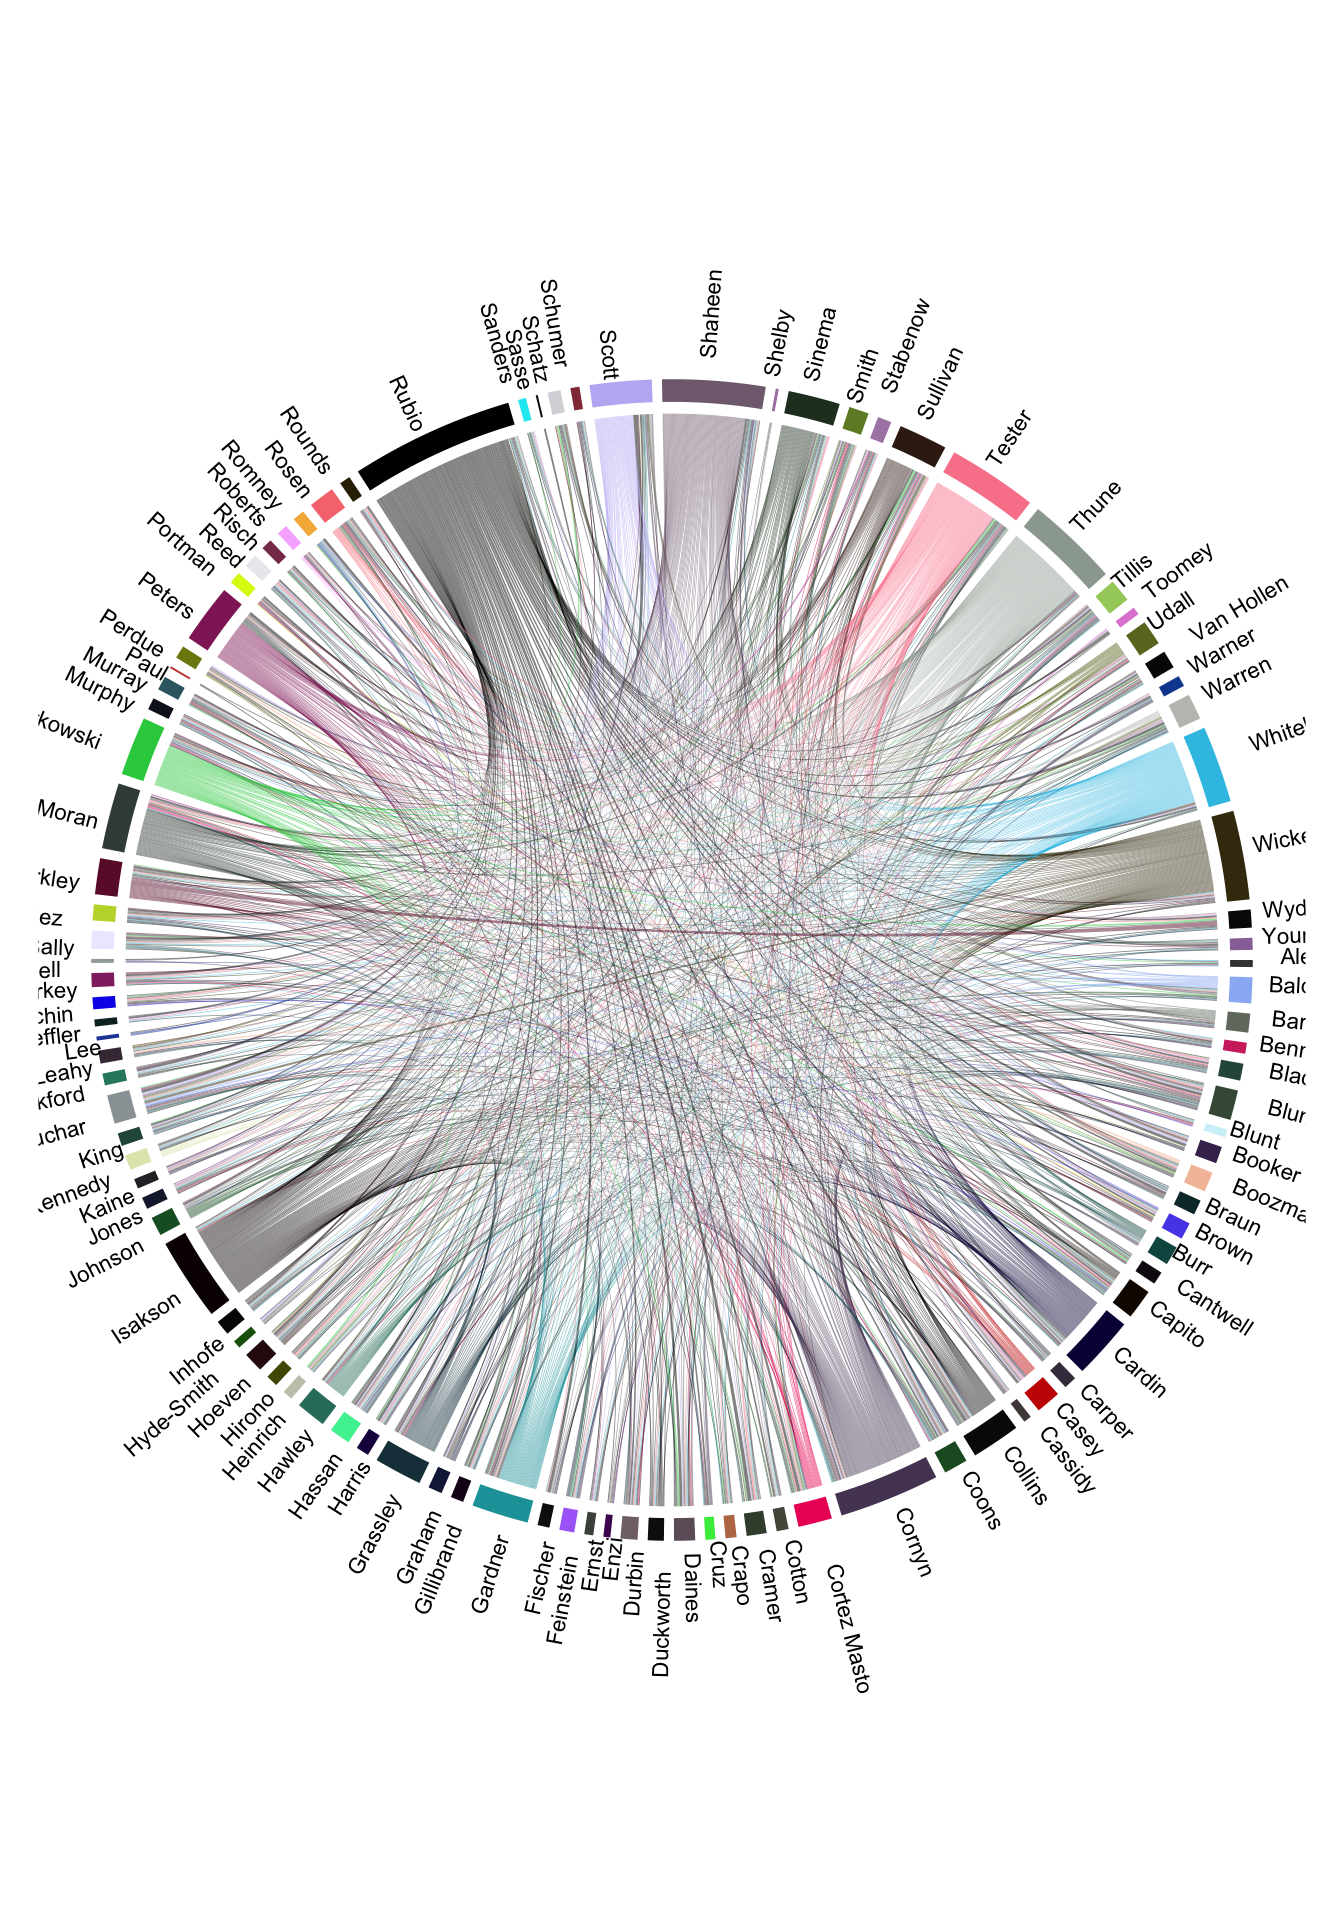 Shaheen
Shelby
Sinema
Smith
Stabenow
Sullivan
Tester
Thune
Tillis
Toomey
Udall
Van Hollen
Warner
Warren
White
Wicke
Wyd
Your
Ale
Balc
Bar
Benn
Blac
Blur
Blunt
Booker
Boozma
Braun
Brown
Burr
Cantwell
Capito
Cardin
Carper
Casey
Cassidy
Collins
Coons
Cornyn
Cortez Masto
Cotton
Cramer
Crapo
Cruz
Daines
Duckworth
Durbin
Enzi
Ernst
Feinstein
Fischer
Gardner
Gillibrand
Graham
Grassley
Harris
Hassan
Hawley
Heinrich
Hirono
Hoeven
Hyde-Smith
Inhofe
Isakson
Johnson
Jones
Kaine
Kennedy
King
uchar
kford
Leahy
Lee
effler
chin
rkey
ell
Sally
ez
rkley
Moran
rkowski
Murphy
Murray
Paul
Perdue
Peters
Portman
Reed
Risch
Roberts
Romney
Rosen
Rounds
Rubio
Sanders
Sasse
Schatz
Schumer
Scott